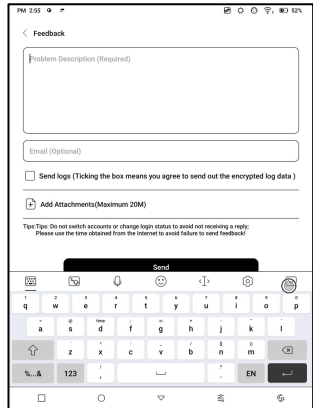 PM 2:55 52%
Feedback
Problem Description (Required)
Email (Optional)
Send logs (Ticking the box means you agree to send out the encrypted log data )
Add Attachments(Maximum 20M)
Tips:Tips: Do not switch accounts or change login status to avoid not receiving a reply;
Please use the time obtained from the Internet to avoid failure to send feedback!
Send
1 2 3 4 5 6 7 8 9 0
q w e r t y u i o p
@ time
a s d f g h j k l
z x c v b n m
%...& 123 EN